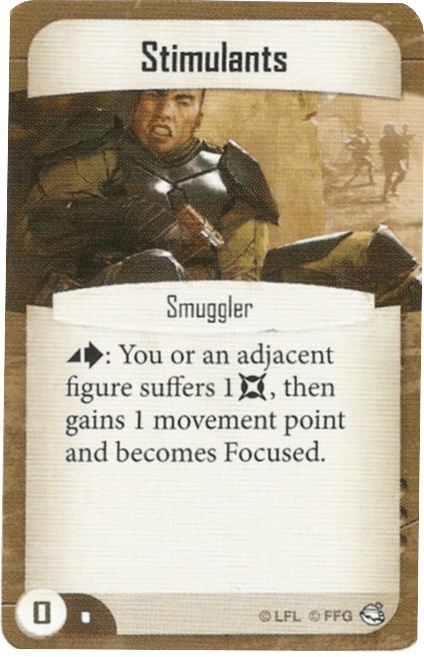 Stimulants
Smuggler
: You or an adjacent
figure suffers 1 , then
gains 1 movement point
and becomes Focused.
0
© LFL © FFG